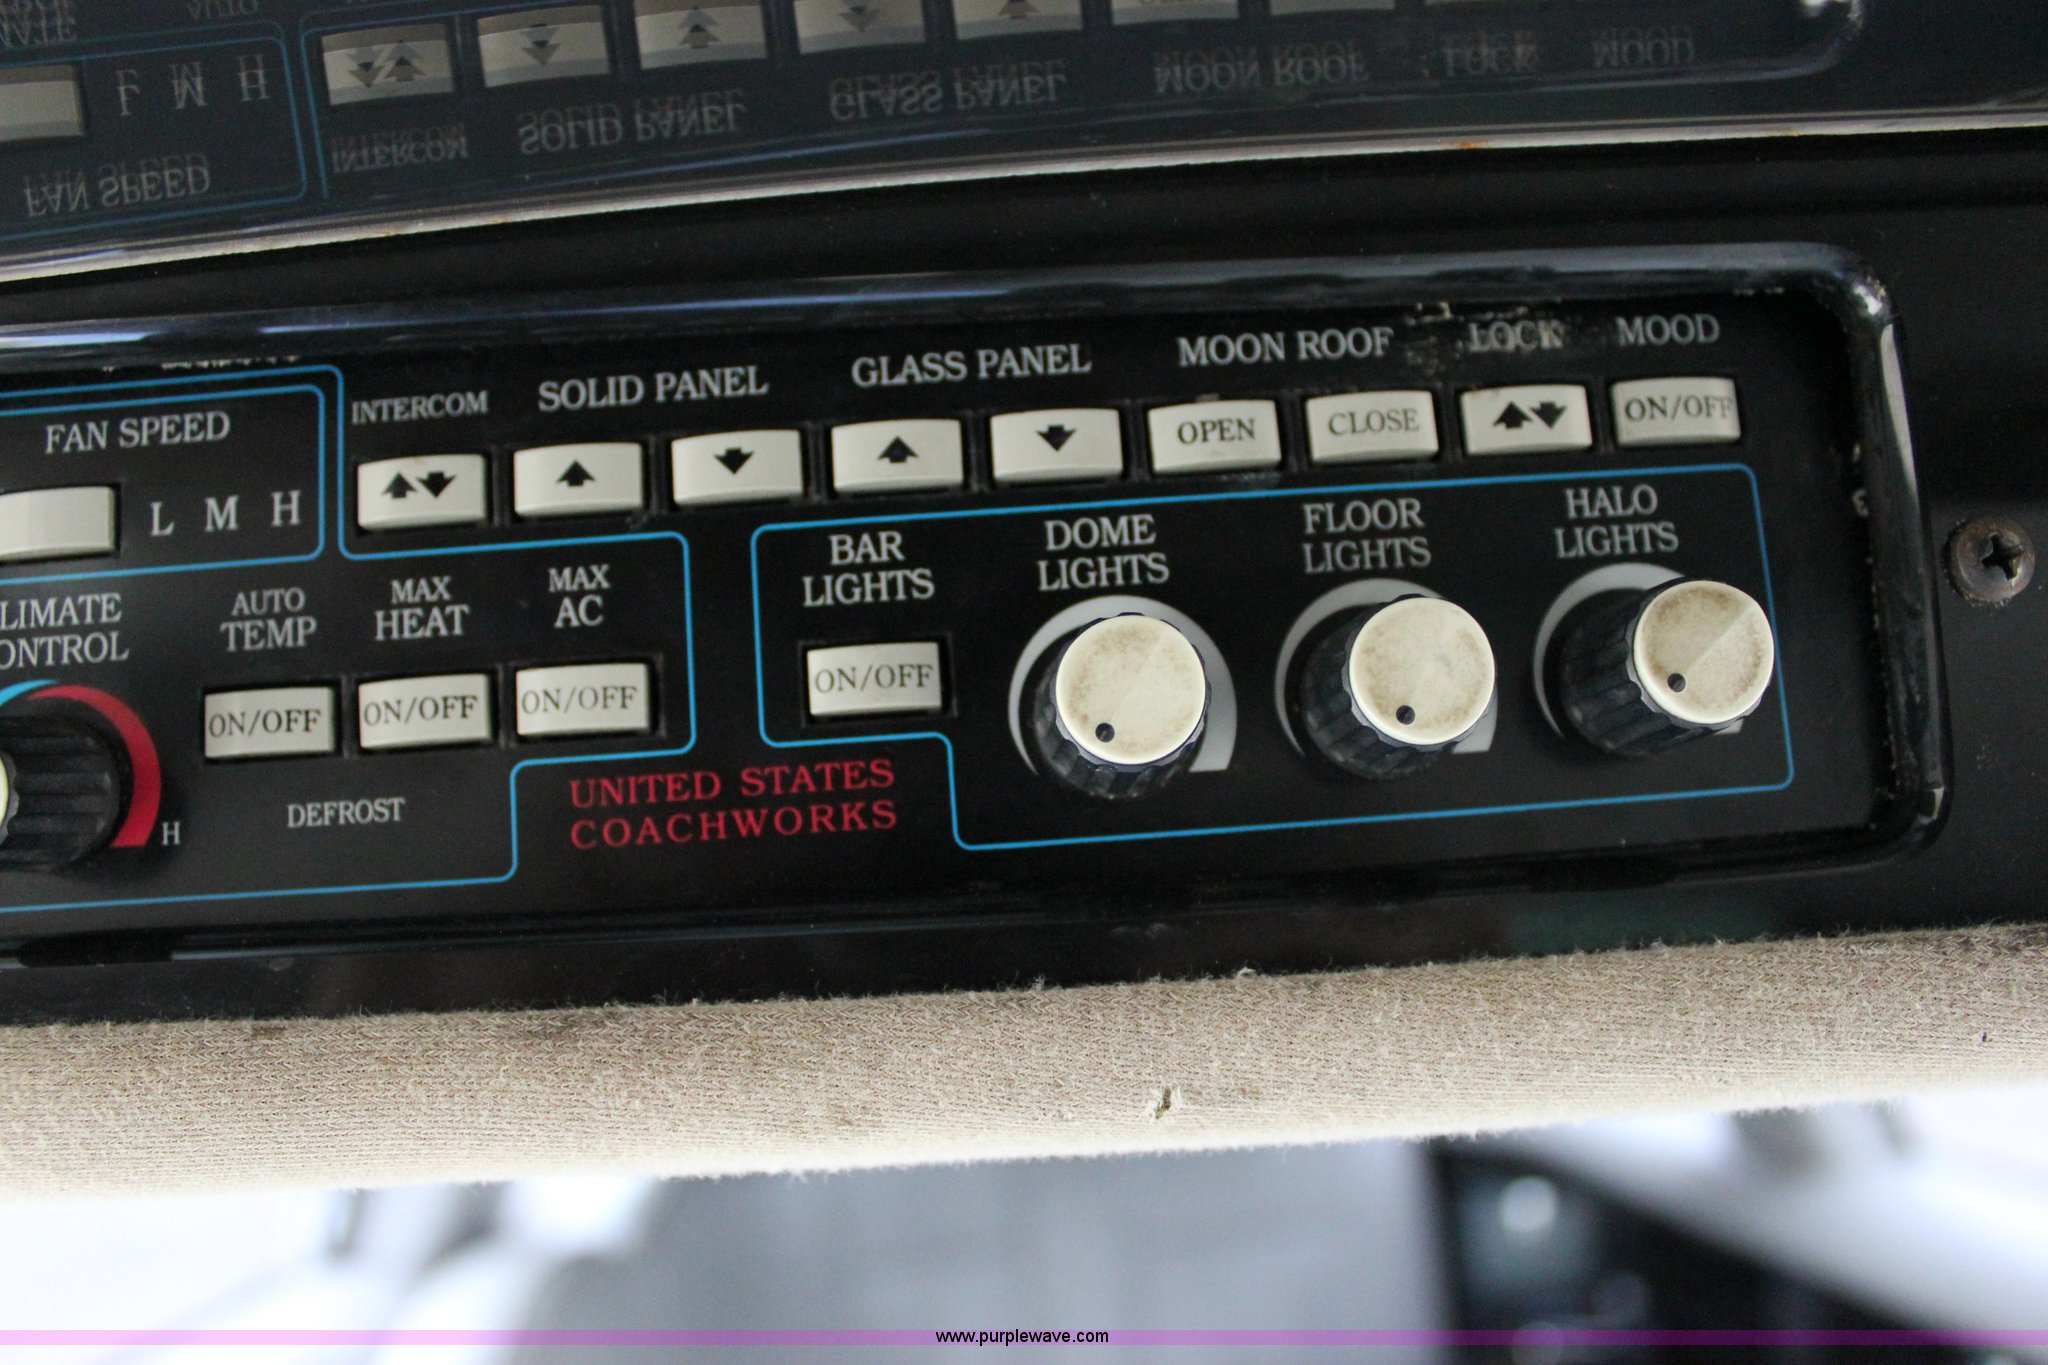 FAN SPEED
L M H
INTERCOM
SOLID PANEL
GLASS PANEL
MOON ROOF
LOCK
MOOD
OPEN
CLOSE
ON/OFF
LIMATE
ONTROL
H
AUTO
TEMP
MAX
HEAT
MAX
AC
ON/OFF
ON/OFF
ON/OFF
DEFROST
UNITED STATES
COACHWORKS
BAR
LIGHTS
ON/OFF
DOME
LIGHTS
FLOOR
LIGHTS
HALO
LIGHTS
www.purplewave.com